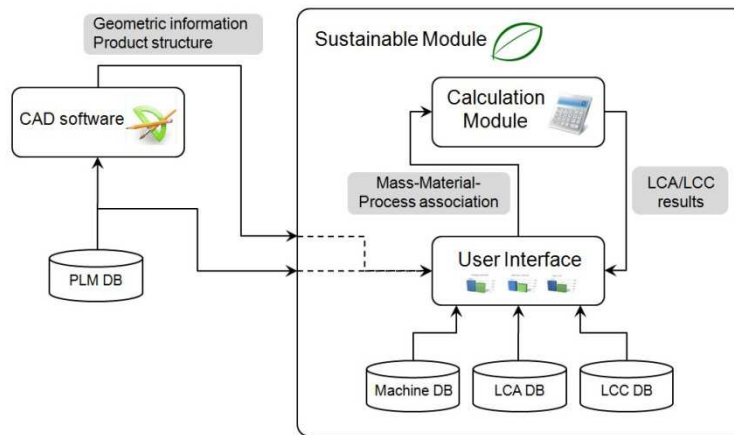 Geometric information
Product structure
Sustainable Module
CAD software
Calculation
Module
Mass-Material-
Process association
LCA/LCC
results
User Interface
PLM DB
Machine DB
LCA DB
LCC DB